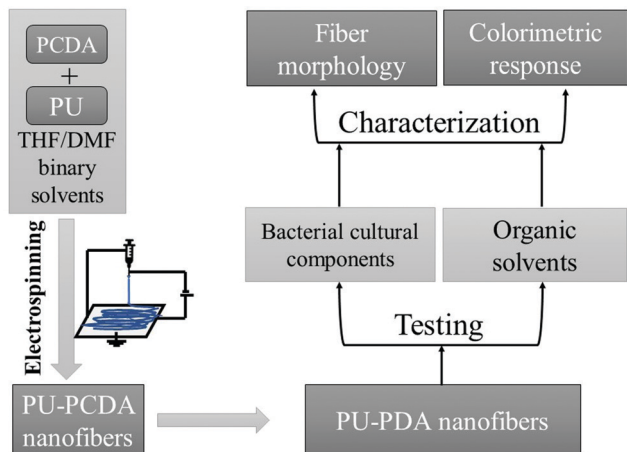 PCDA
+
PU
THF/DMF
binary
solvents
Electrospinning
PU-PCDA
nanofibers
Fiber
morphology
Colorimetric
response
Characterization
Bacterial cultural
components
Organic
solvents
Testing
PU-PDA nanofibers